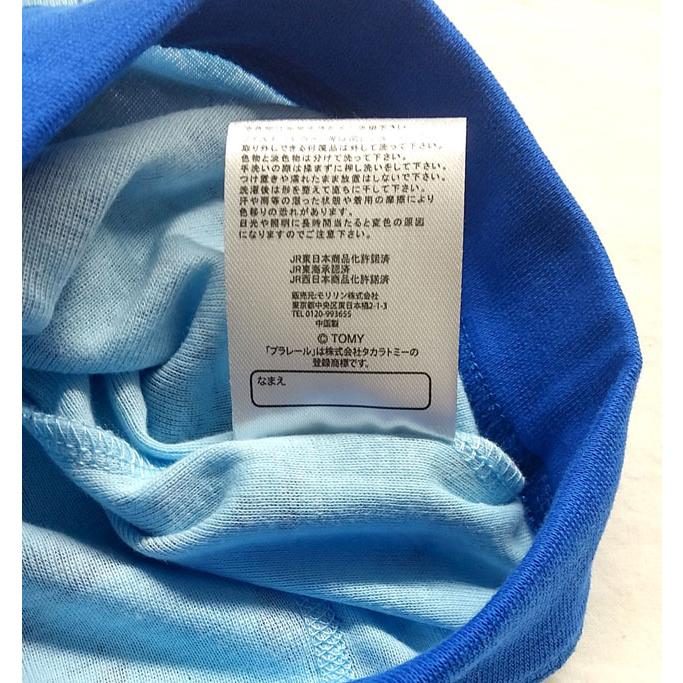 取り外しできる付属品は外して洗って下さい。
色物と淡色物は分けて洗って下さい。
手洗いの際は揉まずに押し洗いをして下さい。
つけ置きや濡れたまま放置はしないで下さい。
洗濯後は形を整えて直ちに干して下さい。
汗や雨等の湿った状態や着用の摩擦により
色移りの恐れがあります。
日光や照明に長時間当たると変色の原因
になりますのでご注意下さい。
JR東日本商品化許諾済
JR東海承認済
JR西日本商品化許諾済
販売元:モリリン株式会社
東京都中央区東日本橋2-1-3
TEL 0120-993655
中国製
© TOMY
「プラレール」は株式会社タカラトミーの
登録商標です。
なまえ